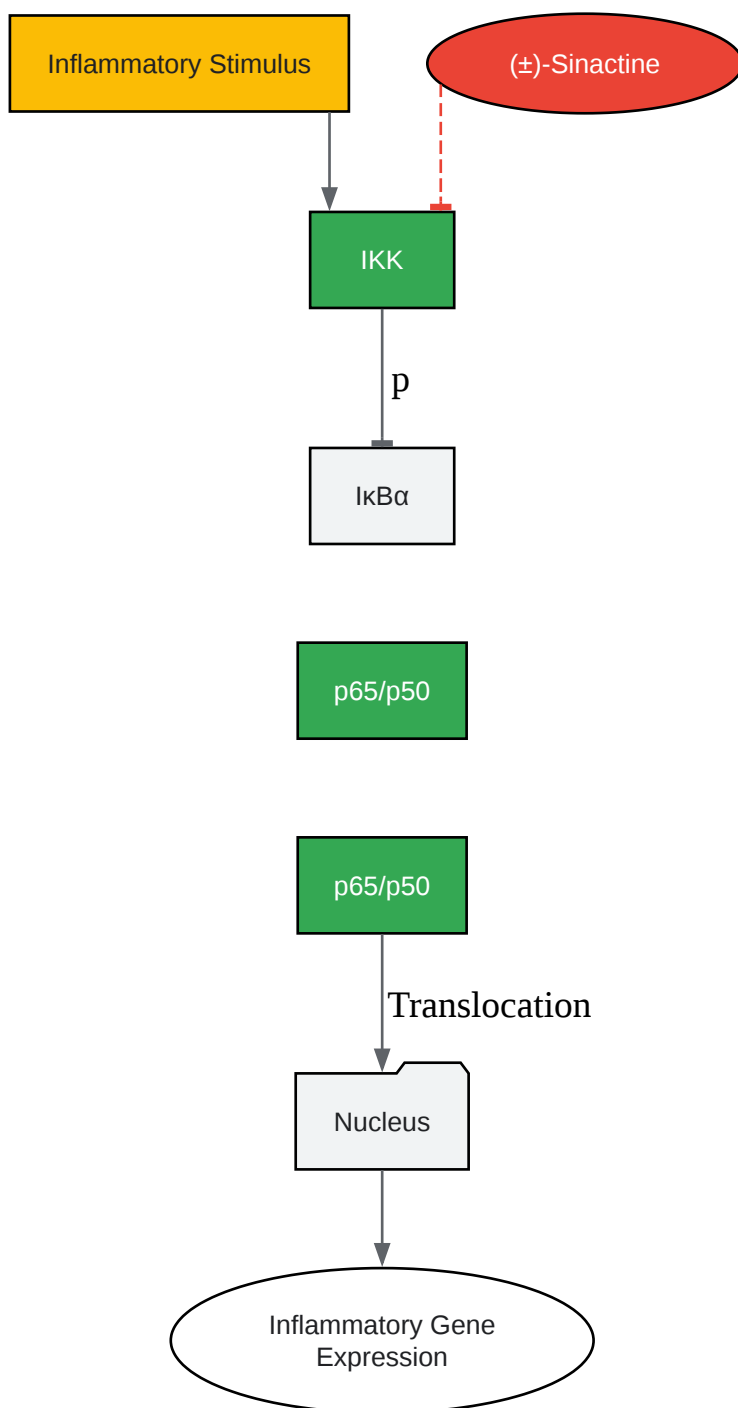 Inflammatory Stimulus
(±)-Sinactine
IKK
p
IκBα
p65/p50
p65/p50
Translocation
Nucleus
Inflammatory Gene
Expression